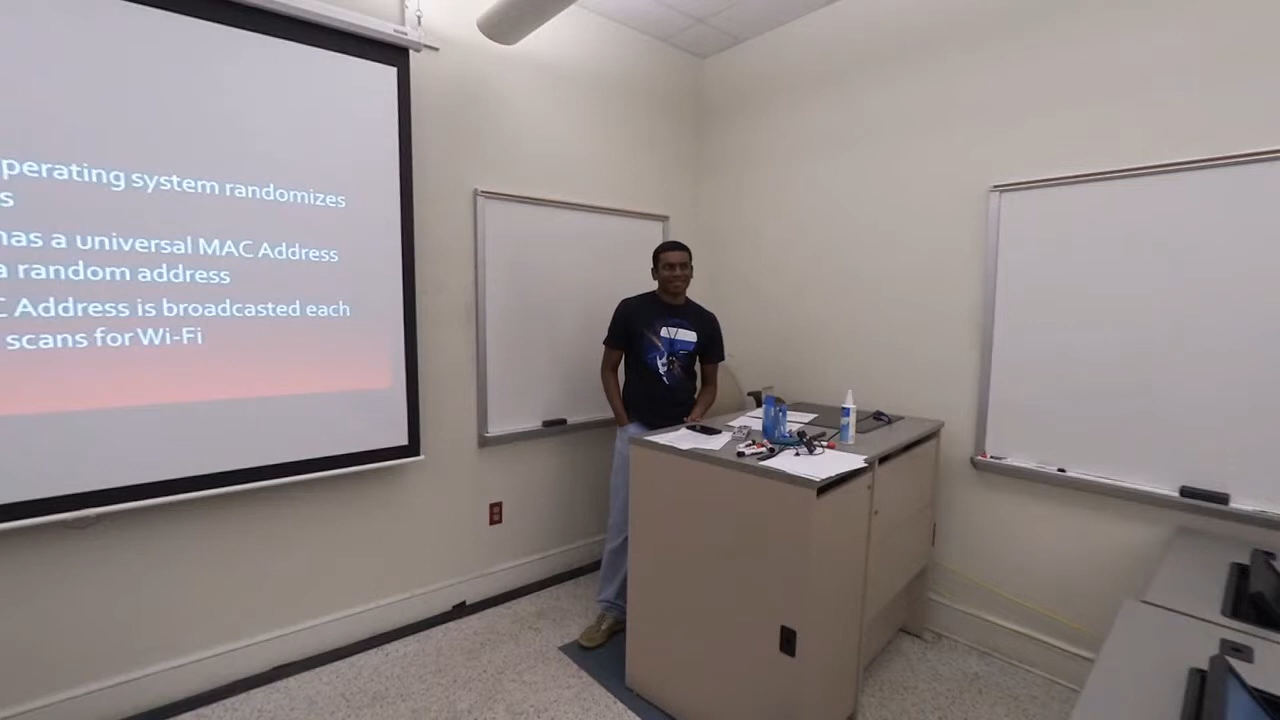 perating system randomizes
s
has a universal MAC Address
a random address
C Address is broadcasted each
scans for Wi-Fi